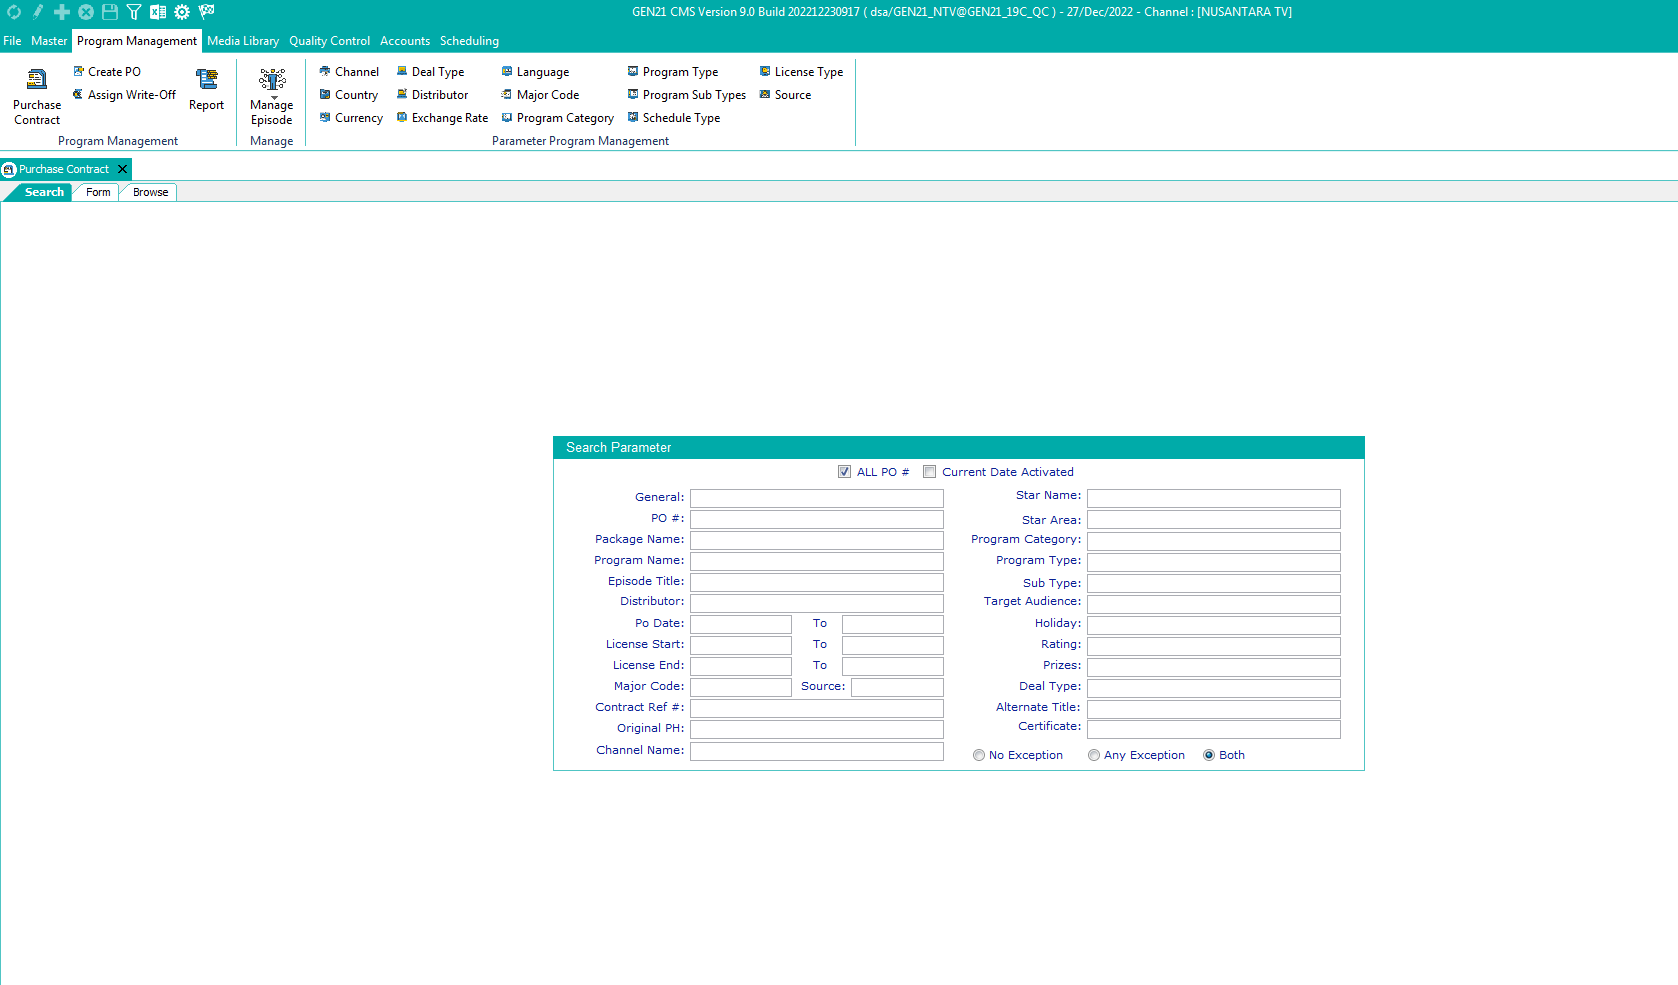 GEN21 CMS Version 9.0 Build 202212230917 ( dsa/GEN21_NTV@GEN21_19C_QC ) - 27/Dec/2022 - Channel : [NUSANTARA TV]
File Master Program Management Media Library Quality Control Accounts Scheduling
Purchase Contract
Create PO
Assign Write-Off
Report
Program Management
Manage Episode
Manage
Channel Deal Type Language Program Type License Type
Country Distributor Major Code Program Sub Types Source
Currency Exchange Rate Program Category Schedule Type
Parameter Program Management
Purchase Contract
Search Form Browse
Search Parameter
ALL PO # Current Date Activated
General: Star Name:
PO #: Star Area:
Package Name: Program Category:
Program Name: Program Type:
Episode Title: Sub Type:
Distributor: Target Audience:
Po Date: To Holiday:
License Start: To Rating:
License End: To Prizes:
Major Code: Source: Deal Type:
Contract Ref #: Alternate Title:
Original PH: Certificate:
Channel Name: No Exception Any Exception Both